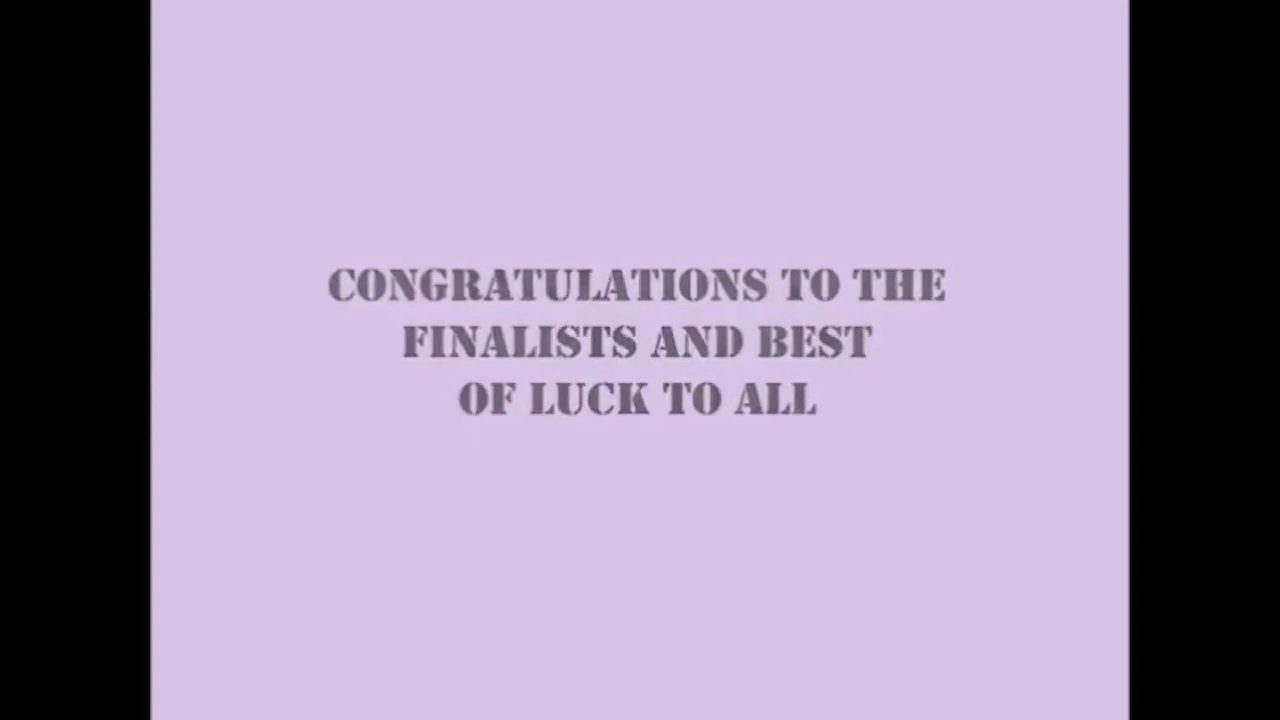 CONGRATULATIONS TO THE
FINALISTS AND BEST
OF LUCK TO ALL